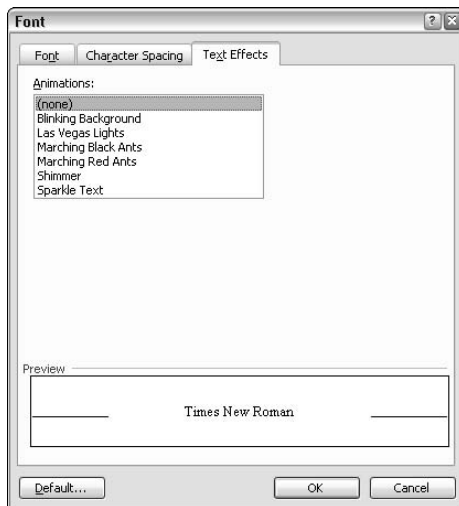 Font
Font Character Spacing Text Effects
Animations:
(none)
Blinking Background
Las Vegas Lights
Marching Black Ants
Marching Red Ants
Shimmer
Sparkle Text
Preview
Times New Roman
Default... OK Cancel